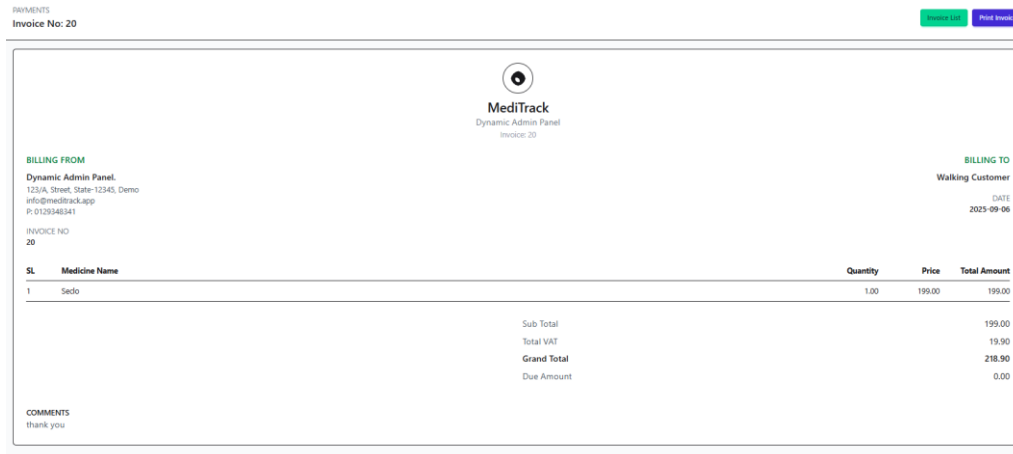 PAYMENTS
Invoice No: 20
Invoice List
Print Invoic
MediTrack
Dynamic Admin Panel
Invoice: 20
BILLING FROM
BILLING TO
Dynamic Admin Panel.
Walking Customer
123/A, Street, State-12345, Demo
info@meditrack.app
P: 0129348341
DATE
2025-09-06
INVOICE NO
20
SL Medicine Name Quantity Price Total Amount
1 Sedo 1.00 199.00 199.00
Sub Total 199.00
Total VAT 19.90
Grand Total 218.90
Due Amount 0.00
COMMENTS
thank you